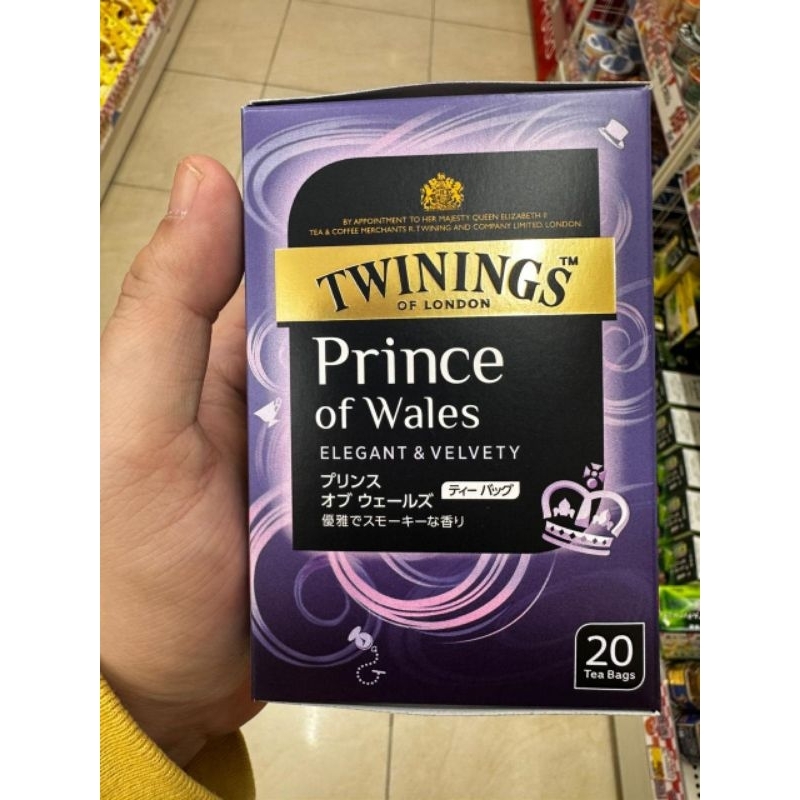 BY APPOINTMENT TO HER MAJESTY QUEEN ELIZABETH II
TEA & COFFEE MERCHANTS R. TWINING AND COMPANY LIMITED, LONDON.
TWININGS™
OF LONDON
Prince
of Wales
ELEGANT & VELVETY
プリンス
オブ ウェールズ
ティー バッグ
優雅でスモーキーな香り
20
Tea Bags